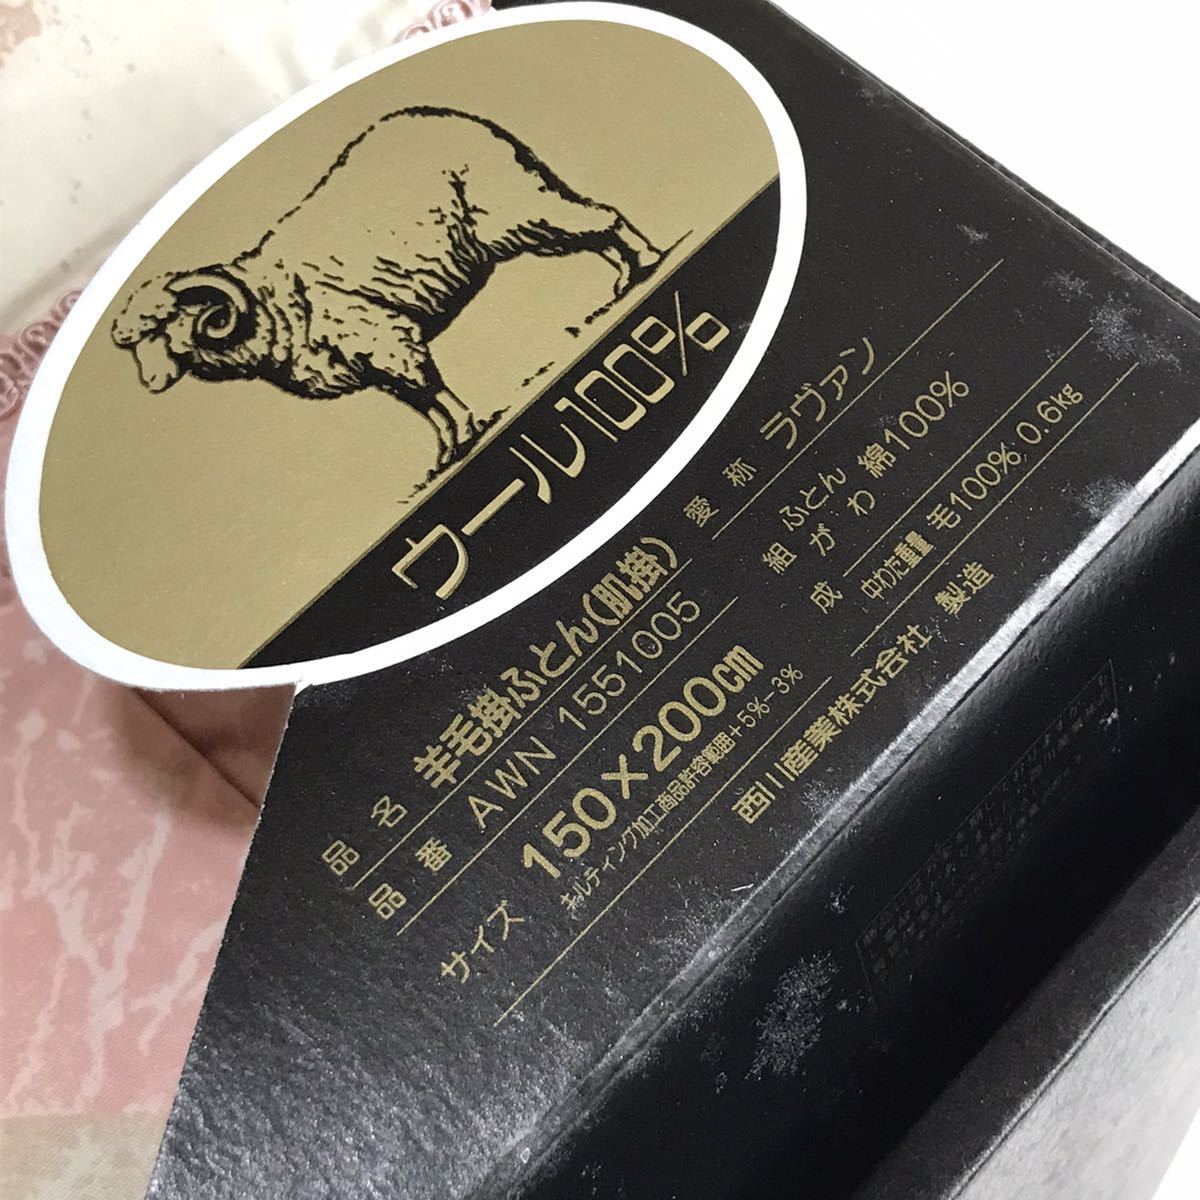 ウール100%
品名 羊毛掛ふとん(肌掛)
品番 AWN 1551005
サイズ 150×200cm
キルティング加工商品許容範囲+5%-3%
愛称 ラヴァン
組成 ふとんがわ 綿100%
中わた重量 毛100% 0.6kg
西川産業株式会社 製造